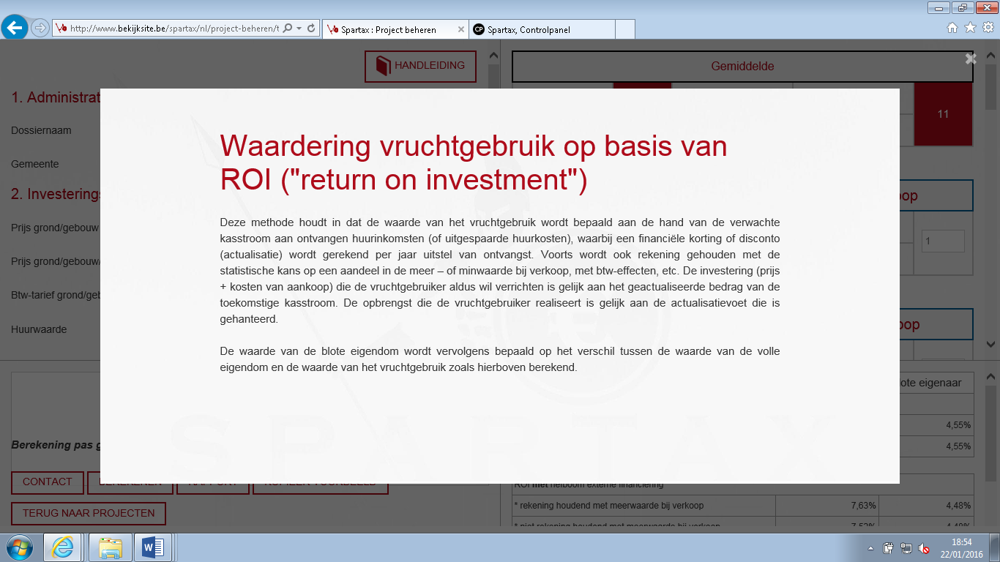 http://www.bekijksite.be/spartax/nl/project-beheren/t
Spartax : Project beheren
CP Spartax, Controlpanel
HANDLEIDING
Gemiddelde
1. Administrat
11
Dossiernaam
Gemeente
2. Investerings
oop
Prijs grond/gebouw
1
Prijs grond/gebouw/
Btw-tarief grond/geb
Huurwaarde
oop
Waardering vruchtgebruik op basis van
ROI ("return on investment")
Deze methode houdt in dat de waarde van het vruchtgebruik wordt bepaald aan de hand van de verwachte
kasstroom aan ontvangen huurinkomsten (of uitgespaarde huurkosten), waarbij een financiële korting of disconto
(actualisatie) wordt gerekend per jaar uitstel van ontvangst. Voorts wordt ook rekening gehouden met de
statistische kans op een aandeel in de meer – of minwaarde bij verkoop, met btw-effecten, etc. De investering (prijs
+ kosten van aankoop) die de vruchtgebruiker aldus wil verrichten is gelijk aan het geactualiseerde bedrag van de
toekomstige kasstroom. De opbrengst die de vruchtgebruiker realiseert is gelijk aan de actualisatievoet die is
gehanteerd.
De waarde van de blote eigendom wordt vervolgens bepaald op het verschil tussen de waarde van de volle
eigendom en de waarde van het vruchtgebruik zoals hierboven berekend.
SPARTAX
lote eigenaar
4,55%
Berekening pas g
4,55%
CONTACT BEREKENEN RAPPORT
TERUG NAAR PROJECTEN
ROI met hefboom externe financiering
* rekening houdend met meerwaarde bij verkoop 7,63% 4,48%
* niet rekening houdend met meerwaarde bij verkoop 7,52% 4,48%
18:54
22/01/2016